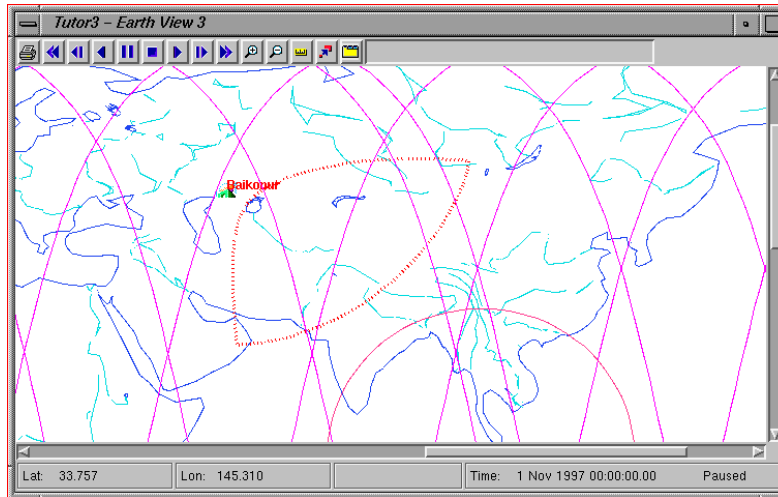 Tutor3 – Earth View 3
Baikonur
Lat: 33.757 Lon: 145.310 Time: 1 Nov 1997 00:00:00.00 Paused